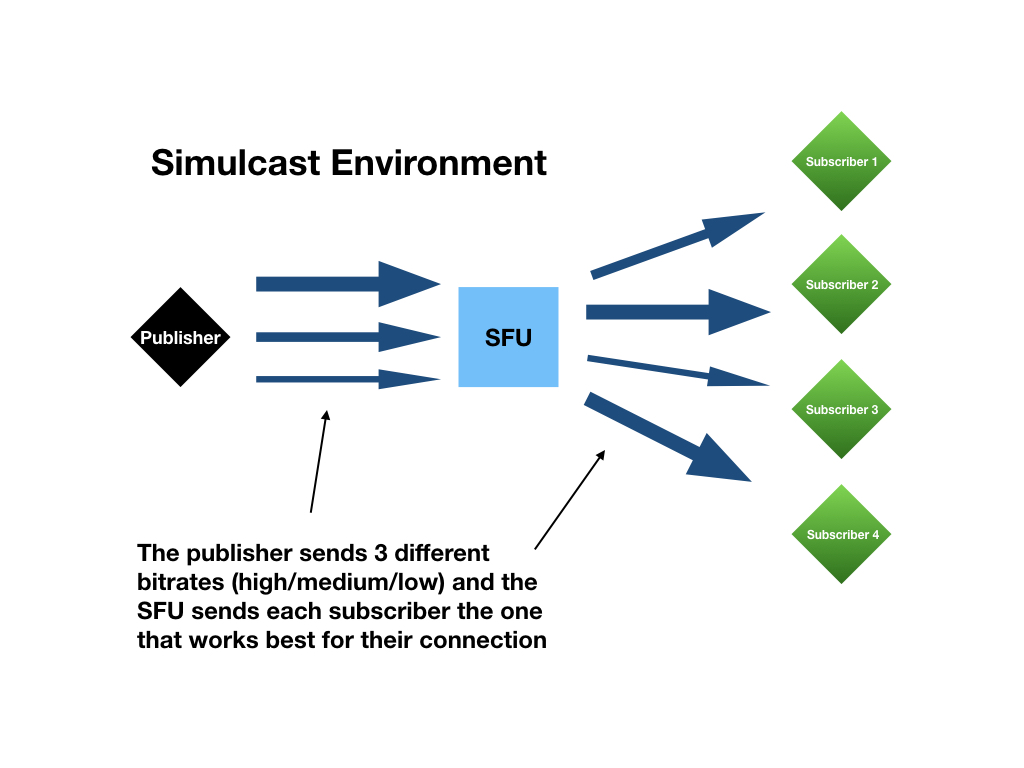 Simulcast Environment
Publisher
SFU
Subscriber 1
Subscriber 2
Subscriber 3
Subscriber 4
The publisher sends 3 different
bitrates (high/medium/low) and the
SFU sends each subscriber the one
that works best for their connection